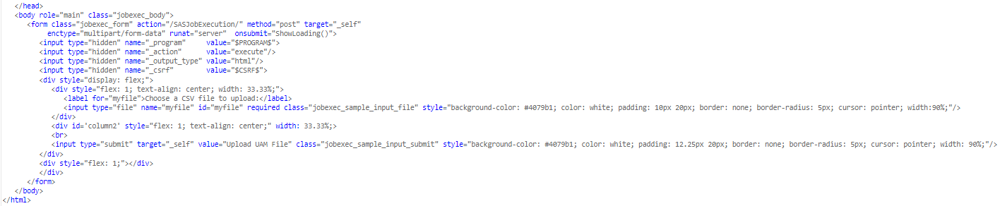 </head>
<body role="main" class="jobexec_body">
<form class="jobexec_form" action="/SASJobExecution/" method="post" target="_self"
enctype="multipart/form-data" runat="server"  onsubmit="ShowLoading()">
<input type="hidden" name="_program"     value="$PROGRAM$">
<input type="hidden" name="_action"      value="execute"/>
<input type="hidden" name="_output_type" value="html"/>
<input type="hidden" name="_csrf"        value="$CSRF$">
<div style="display: flex;">
<div style="flex: 1; text-align: center; width: 33.33%;">
<label for="myfile">Choose a CSV file to upload:</label>
<input type="file" name="myfile" id="myfile" required class="jobexec_sample_input_file" style="background-color: #4079b1; color: white; padding: 10px 20px; border: none; border-radius: 5px; cursor: pointer; width:90%;"/>
</div>
<div id='column2' style="flex: 1; text-align: center;" width: 33.33%;>
<br>
<input type="submit" target="_self" value="Upload UAM File" class="jobexec_sample_input_submit" style="background-color: #4079b1; color: white; padding: 12.25px 20px; border: none; border-radius: 5px; cursor: pointer; width: 90%;"/>
</div>
<div style="flex: 1;"></div>
</div>
</form>
</body>
</html>